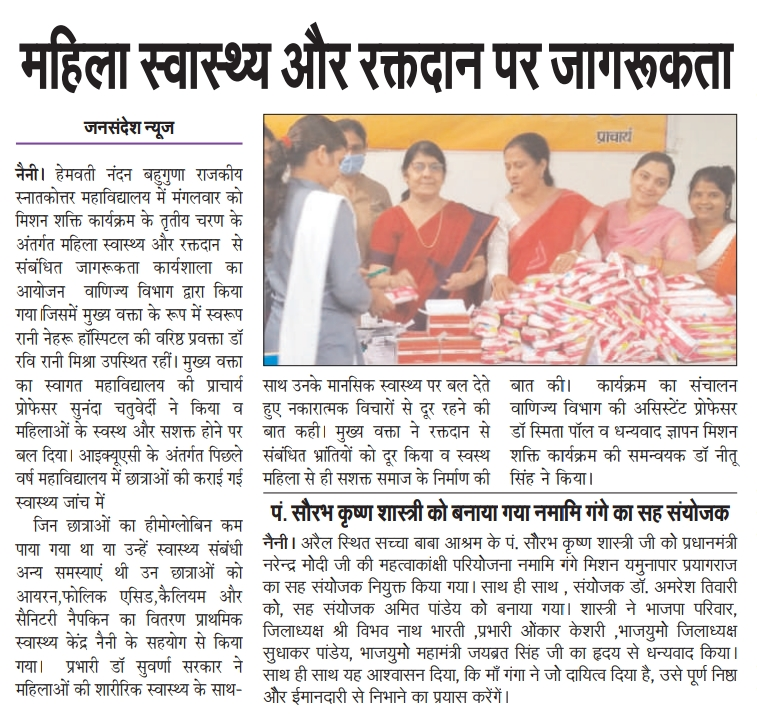 महिला स्वास्थ्य और रक्तदान पर जागरूकता
जनसंदेश न्यूज
नैनी। हेमवती नंदन बहुगुणा राजकीय
स्नातकोत्तर महाविद्यालय में मंगलवार को
मिशन शक्ति कार्यक्रम के तृतीय चरण के
अंतर्गत महिला स्वास्थ्य और रक्तदान से
संबंधित जागरूकता कार्यशाला का
आयोजन वाणिज्य विभाग द्वारा किया
गया।जिसमें मुख्य वक्ता के रूप में स्वरूप
रानी नेहरू हॉस्पिटल की वरिष्ठ प्रवक्ता डॉ
रवि रानी मिश्रा उपस्थित रहीं। मुख्य वक्ता
का स्वागत महाविद्यालय की प्राचार्य
प्रोफेसर सुनंदा चतुर्वेदी ने किया व
महिलाओं के स्वस्थ और सशक्त होने पर
बल दिया। आइक्यूएसी के अंतर्गत पिछले
वर्ष महाविद्यालय में छात्राओं की कराई गई
स्वास्थ्य जांच में
जिन छात्राओं का हीमोग्लोबिन कम
पाया गया था या उन्हें स्वास्थ्य संबंधी
अन्य समस्याएं थी उन छात्राओं को
आयरन,फोलिक एसिड,कैलियम और
सैनिटरी नैपकिन का वितरण प्राथमिक
स्वास्थ्य केंद्र नैनी के सहयोग से किया
गया। प्रभारी डॉ सुवर्णा सरकार ने
महिलाओं की शारीरिक स्वास्थ्य के साथ-
प्राचार्य
साथ उनके मानसिक स्वास्थ्य पर बल देते
हुए नकारात्मक विचारों से दूर रहने की
बात कही। मुख्य वक्ता ने रक्तदान से
संबंधित भ्रांतियों को दूर किया व स्वस्थ
महिला से ही सशक्त समाज के निर्माण की
बात की। कार्यक्रम का संचालन
वाणिज्य विभाग की असिस्टेंट प्रोफेसर
डॉ स्मिता पॉल व धन्यवाद ज्ञापन मिशन
शक्ति कार्यक्रम की समन्वयक डॉ नीतू
सिंह ने किया।
पं. सौरभ कृष्ण शास्त्री को बनाया गया नमामि गंगे का सह संयोजक
नैनी। अरैल स्थित सच्चा बाबा आश्रम के पं. सौरभ कृष्ण शास्त्री जी को प्रधानमंत्री
नरेन्द्र मोदी जी की महत्वाकांक्षी परियोजना नमामि गंगे मिशन यमुनापार प्रयागराज
का सह संयोजक नियुक्त किया गया। साथ ही साथ , संयोजक डॉ. अमरेश तिवारी
को, सह संयोजक अमित पांडेय को बनाया गया। शास्त्री ने भाजपा परिवार,
जिलाध्यक्ष श्री विभव नाथ भारती ,प्रभारी ओंकार केशरी ,भाजयुमो जिलाध्यक्ष
सुधाकर पांडेय, भाजयुमो महामंत्री जयब्रत सिंह जी का हृदय से धन्यवाद किया।
साथ ही साथ यह आश्वासन दिया, कि माँ गंगा ने जो दायित्व दिया है, उसे पूर्ण निष्ठा
और ईमानदारी से निभाने का प्रयास करेंगें।